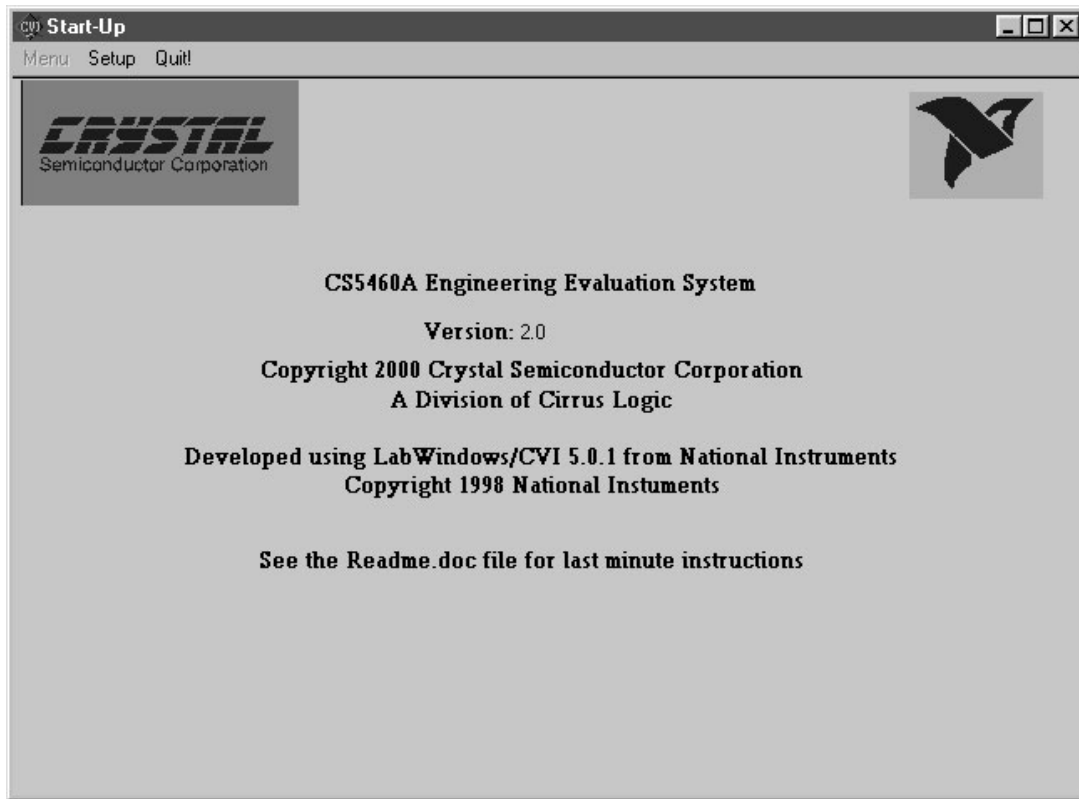 CVI Start-Up
Menu Setup Quit!
CRYSTAL
Semiconductor Corporation
CS5460A Engineering Evaluation System
Version: 2.0
Copyright 2000 Crystal Semiconductor Corporation
A Division of Cirrus Logic
Developed using LabWindows/CVI 5.0.1 from National Instruments
Copyright 1998 National Instuments
See the Readme.doc file for last minute instructions